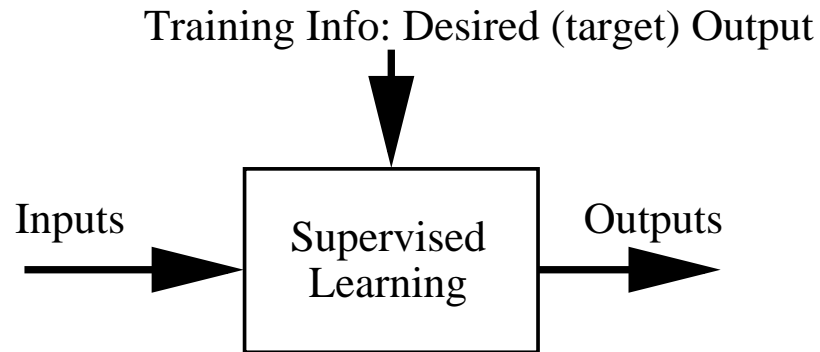 Training Info: Desired (target) Output
Inputs
Supervised
Learning
Outputs